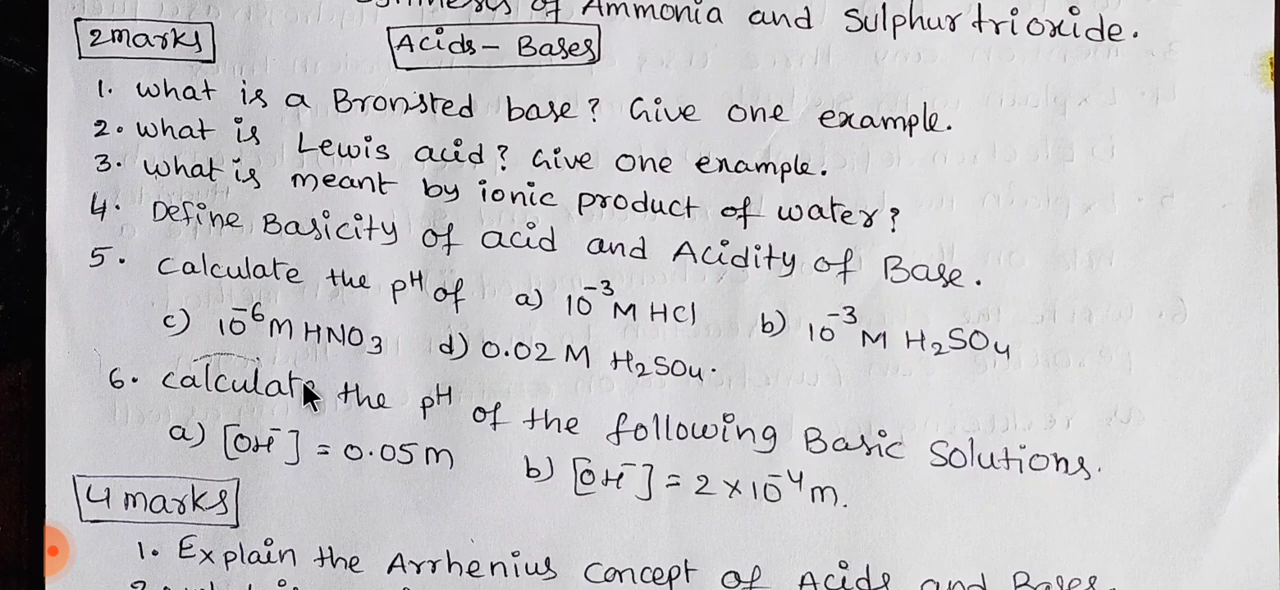 of Ammonia and Sulphur trioxide.
2marks
Acids - Bases
1. What is a Bronsted base? Give one example.
2. What is Lewis acid? Give one example.
3. What is meant by ionic product of water?
4. Define Basicity of acid and Acidity of Base.
5. Calculate the pH of a) 10⁻³ M HCl b) 10⁻³ M H₂SO₄
c) 10⁻⁶ M HNO₃ d) 0.02 M H₂SO₄.
6. Calculate the pH of the following Basic Solutions.
a) [OH⁻] = 0.05 m b) [OH⁻] = 2 × 10⁻⁴ m.
4 marks
1. Explain the Arrhenius concept of Acids and Bases.